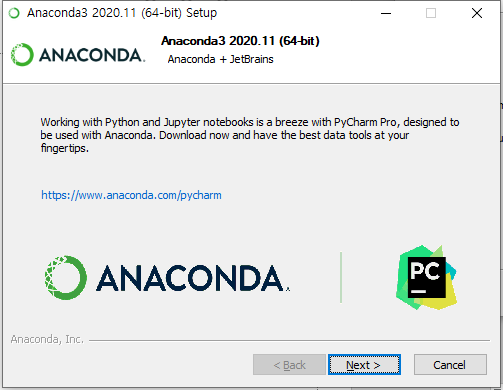 Anaconda3 2020.11 (64-bit) Setup
ANACONDA.
Anaconda3 2020.11 (64-bit)
Anaconda + JetBrains
Working with Python and Jupyter notebooks is a breeze with PyCharm Pro, designed to
be used with Anaconda. Download now and have the best data tools at your
fingertips.
https://www.anaconda.com/pycharm
ANACONDA.
PC
Anaconda, Inc.
< Back
Next >
Cancel